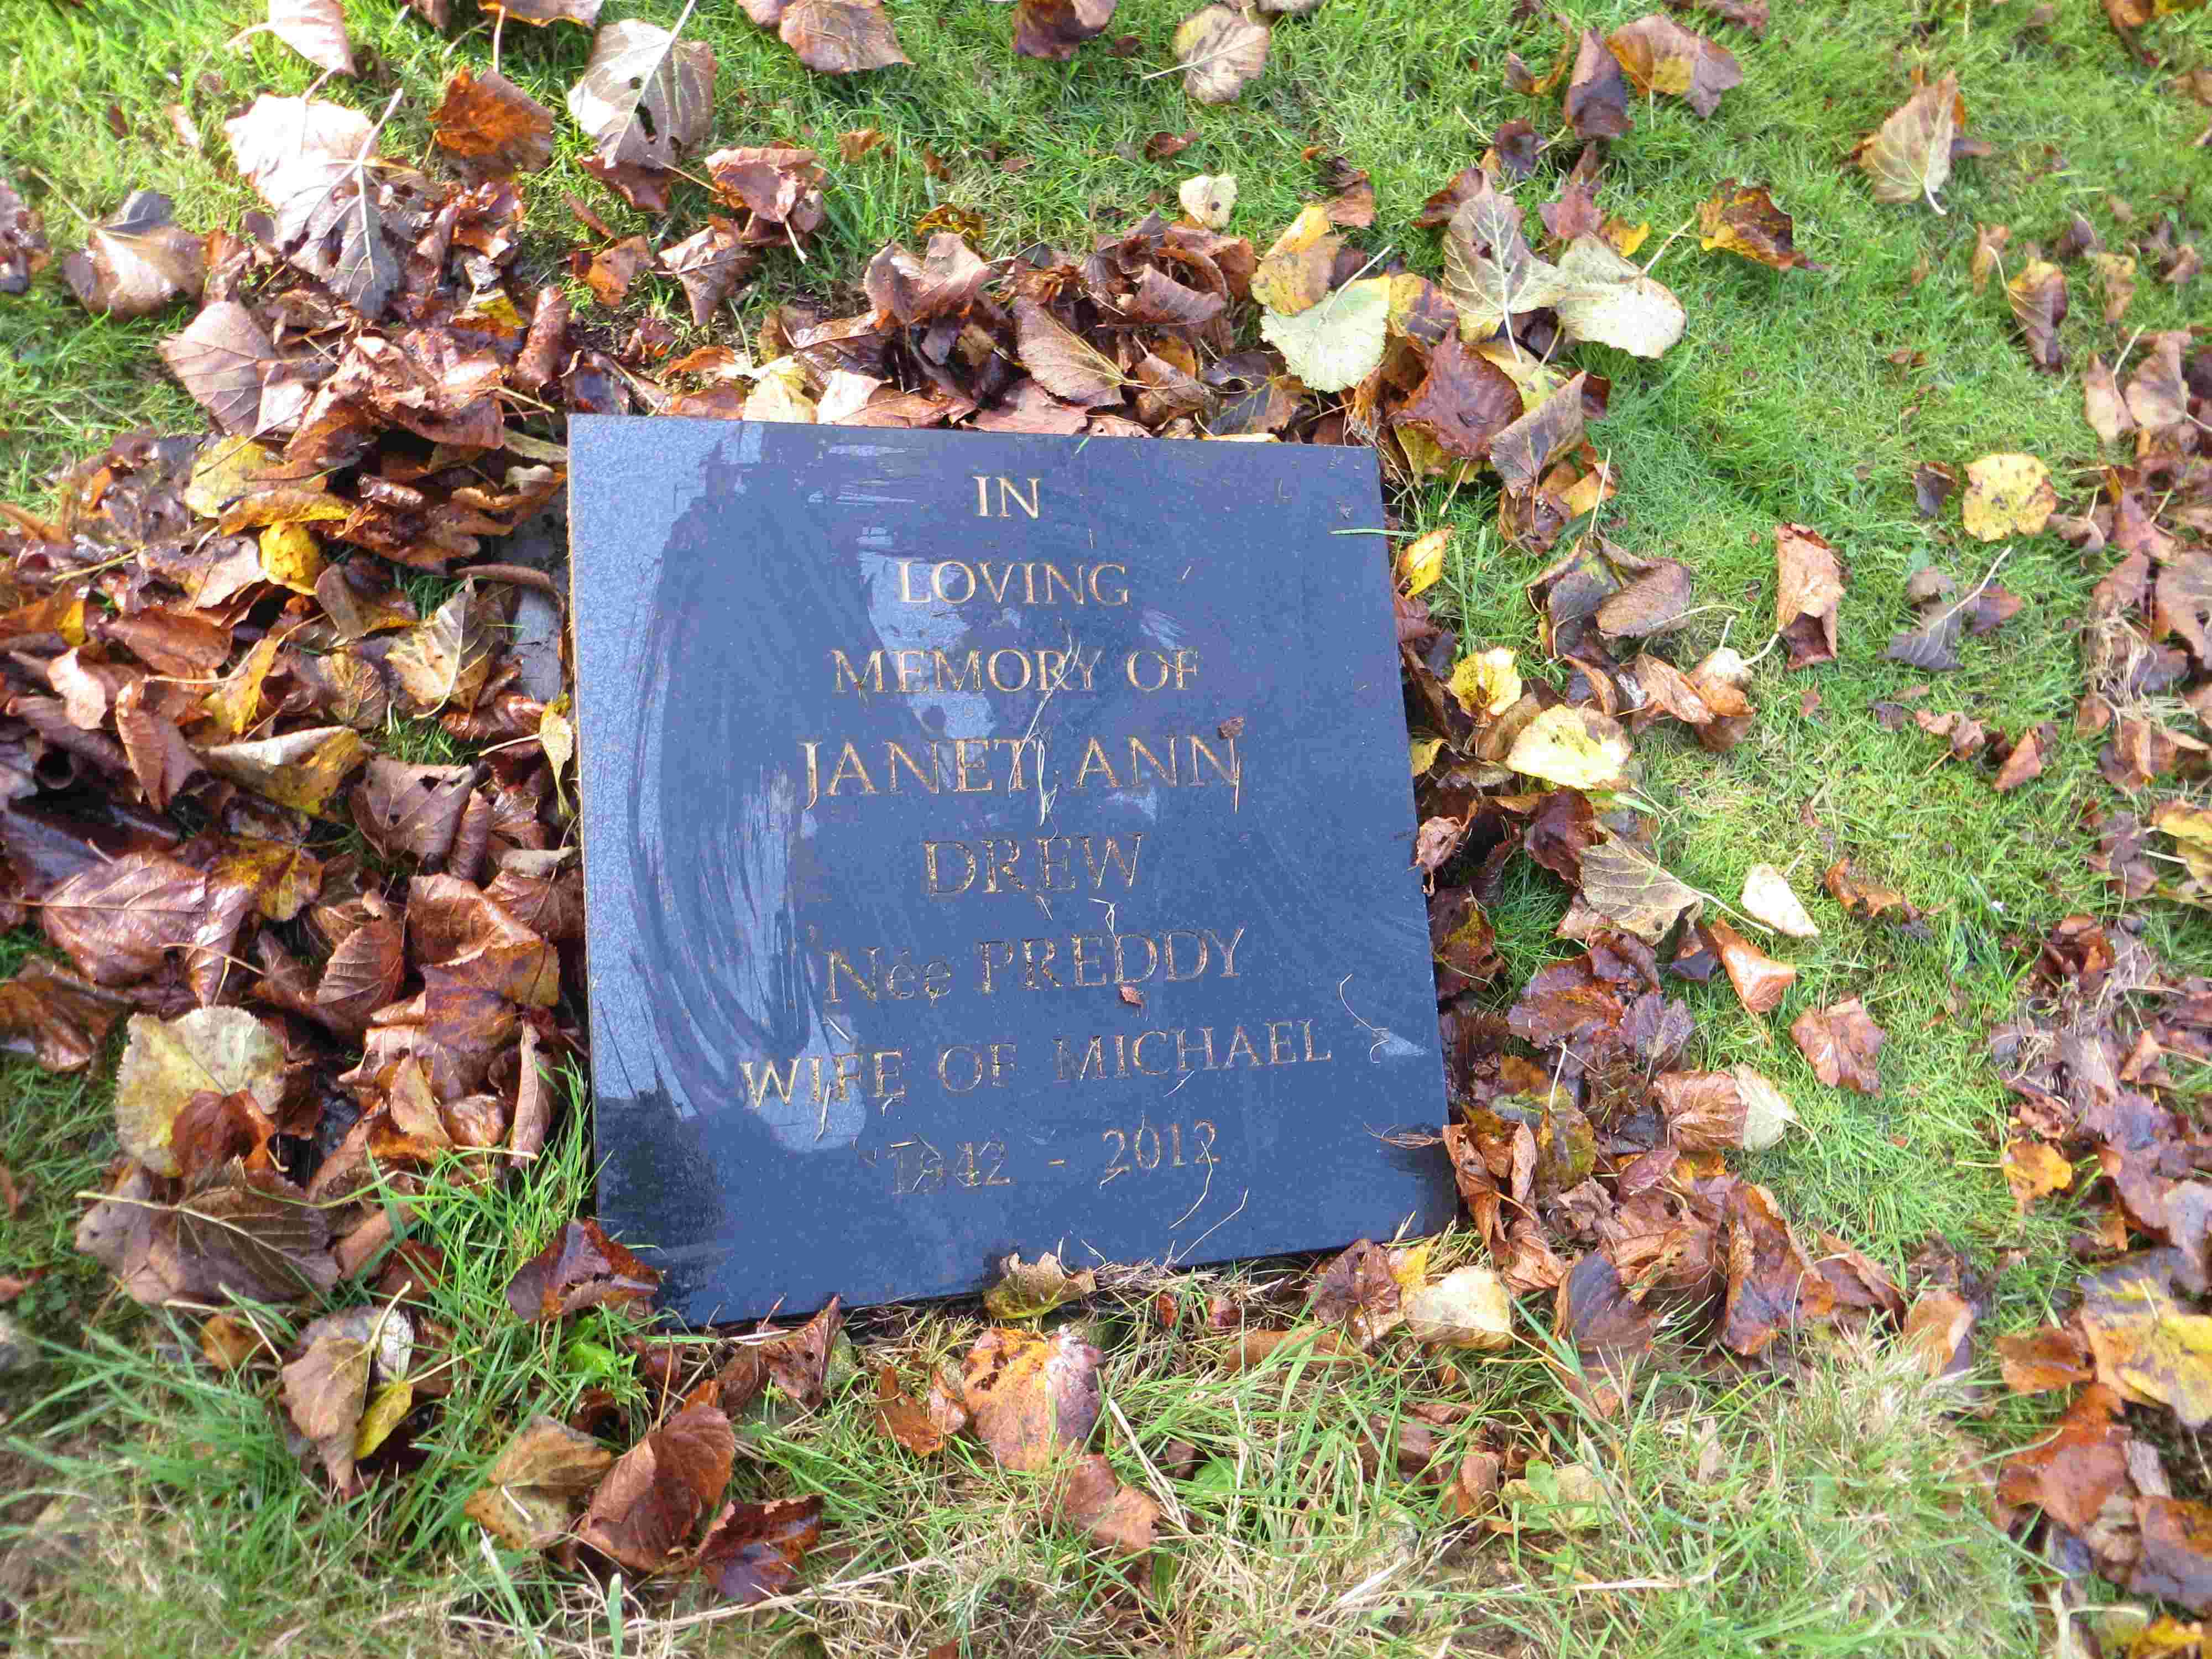 IN
LOVING
MEMORY OF
JANET ANN
DREW
Née PREDDY
WIFE OF MICHAEL
1942 - 2012